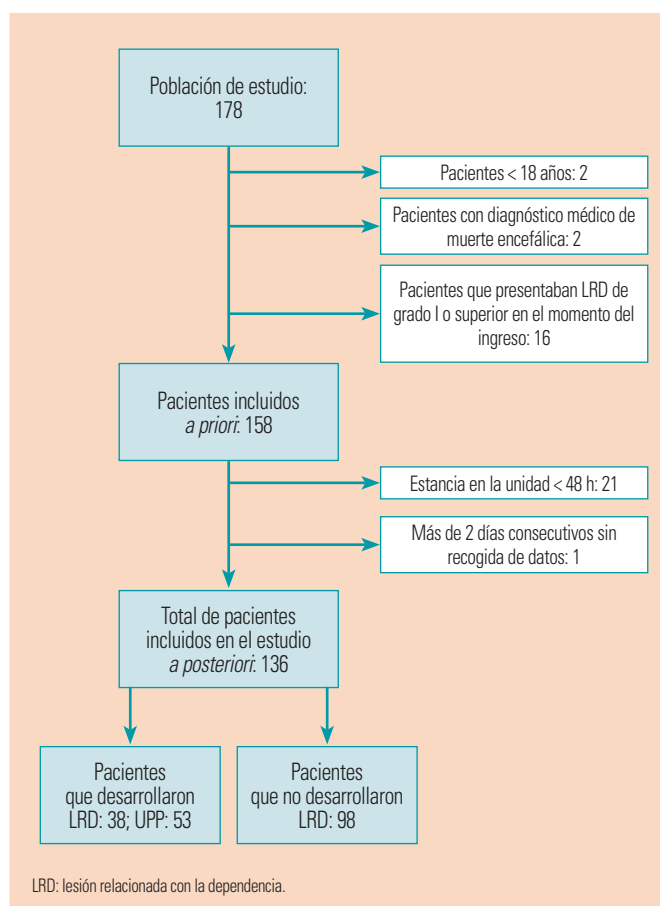 Población de estudio:
178
Pacientes < 18 años: 2
Pacientes con diagnóstico médico de
muerte encefálica: 2
Pacientes que presentaban LRD de
grado I o superior en el momento del
ingreso: 16
Pacientes incluidos
a priori: 158
Estancia en la unidad < 48 h: 21
Más de 2 días consecutivos sin
recogida de datos: 1
Total de pacientes
incluidos en el estudio
a posteriori: 136
Pacientes
que desarrollaron
LRD: 38; UPP: 53
Pacientes
que no desarrollaron
LRD: 98
LRD: lesión relacionada con la dependencia.